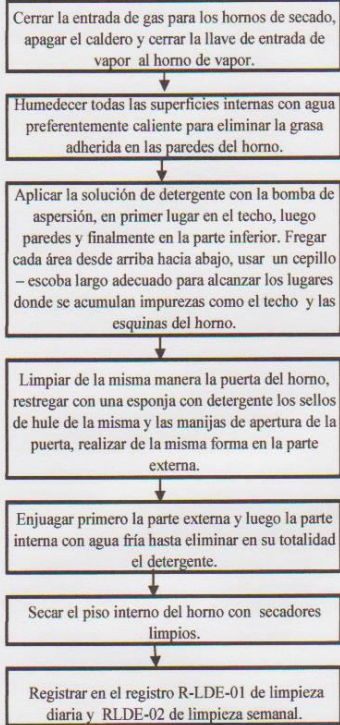 Cerrar la entrada de gas para los hornos de secado,
apagar el caldero y cerrar la llave de entrada de
vapor al horno de vapor.
Humedecer todas las superficies internas con agua
preferentemente caliente para eliminar la grasa
adherida en las paredes del horno.
Aplicar la solución de detergente con la bomba de
aspersión, en primer lugar en el techo, luego
paredes y finalmente en la parte inferior. Fregar
cada área desde arriba hacia abajo, usar un cepillo
– escoba largo adecuado para alcanzar los lugares
donde se acumulan impurezas como el techo y las
esquinas del horno.
Limpiar de la misma manera la puerta del horno,
restregar con una esponja con detergente los sellos
de hule de la misma y las manijas de apertura de la
puerta, realizar de la misma forma en la parte
externa.
Enjuagar primero la parte externa y luego la parte
interna con agua fría hasta eliminar en su totalidad
el detergente.
Secar el piso interno del horno con secadores
limpios.
Registrar en el registro R-LDE-01 de limpieza
diaria y RLDE-02 de limpieza semanal.